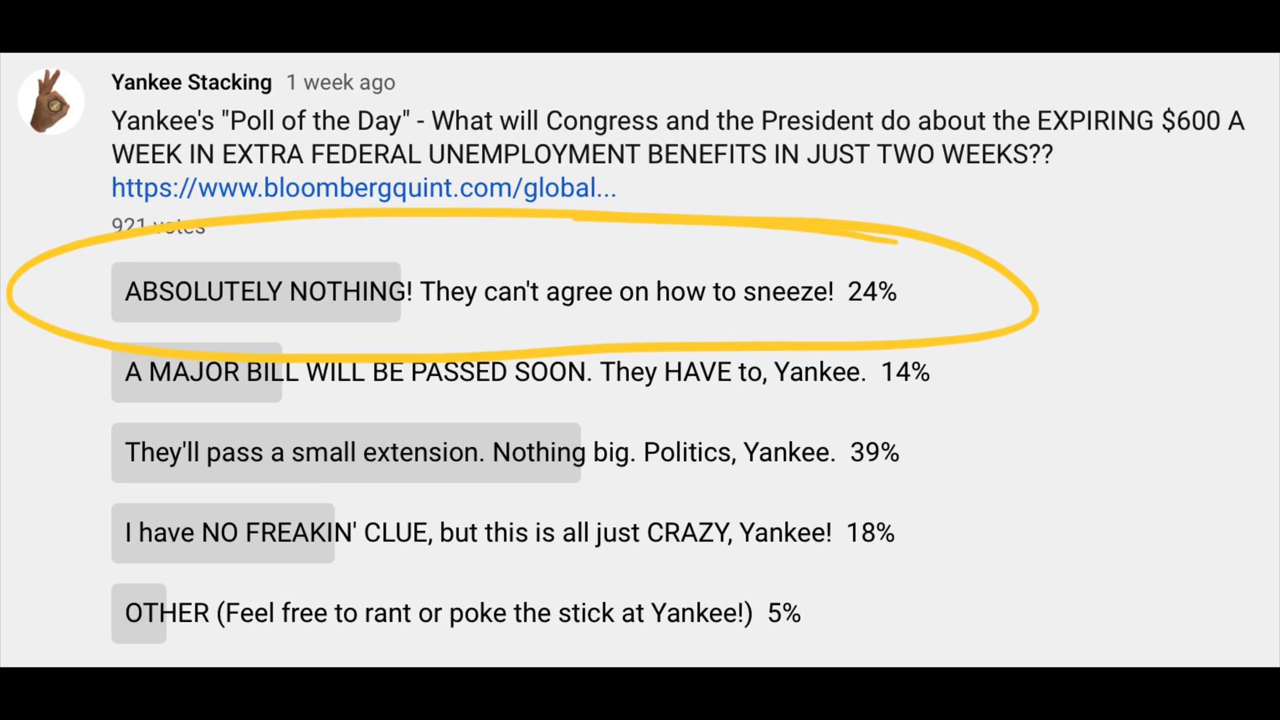 Yankee Stacking 1 week ago
Yankee's "Poll of the Day" - What will Congress and the President do about the EXPIRING $600 A
WEEK IN EXTRA FEDERAL UNEMPLOYMENT BENEFITS IN JUST TWO WEEKS??
https://www.bloombergquint.com/global...
921 votes
ABSOLUTELY NOTHING! They can't agree on how to sneeze! 24%
A MAJOR BILL WILL BE PASSED SOON. They HAVE to, Yankee. 14%
They'll pass a small extension. Nothing big. Politics, Yankee. 39%
I have NO FREAKIN' CLUE, but this is all just CRAZY, Yankee! 18%
OTHER (Feel free to rant or poke the stick at Yankee!) 5%